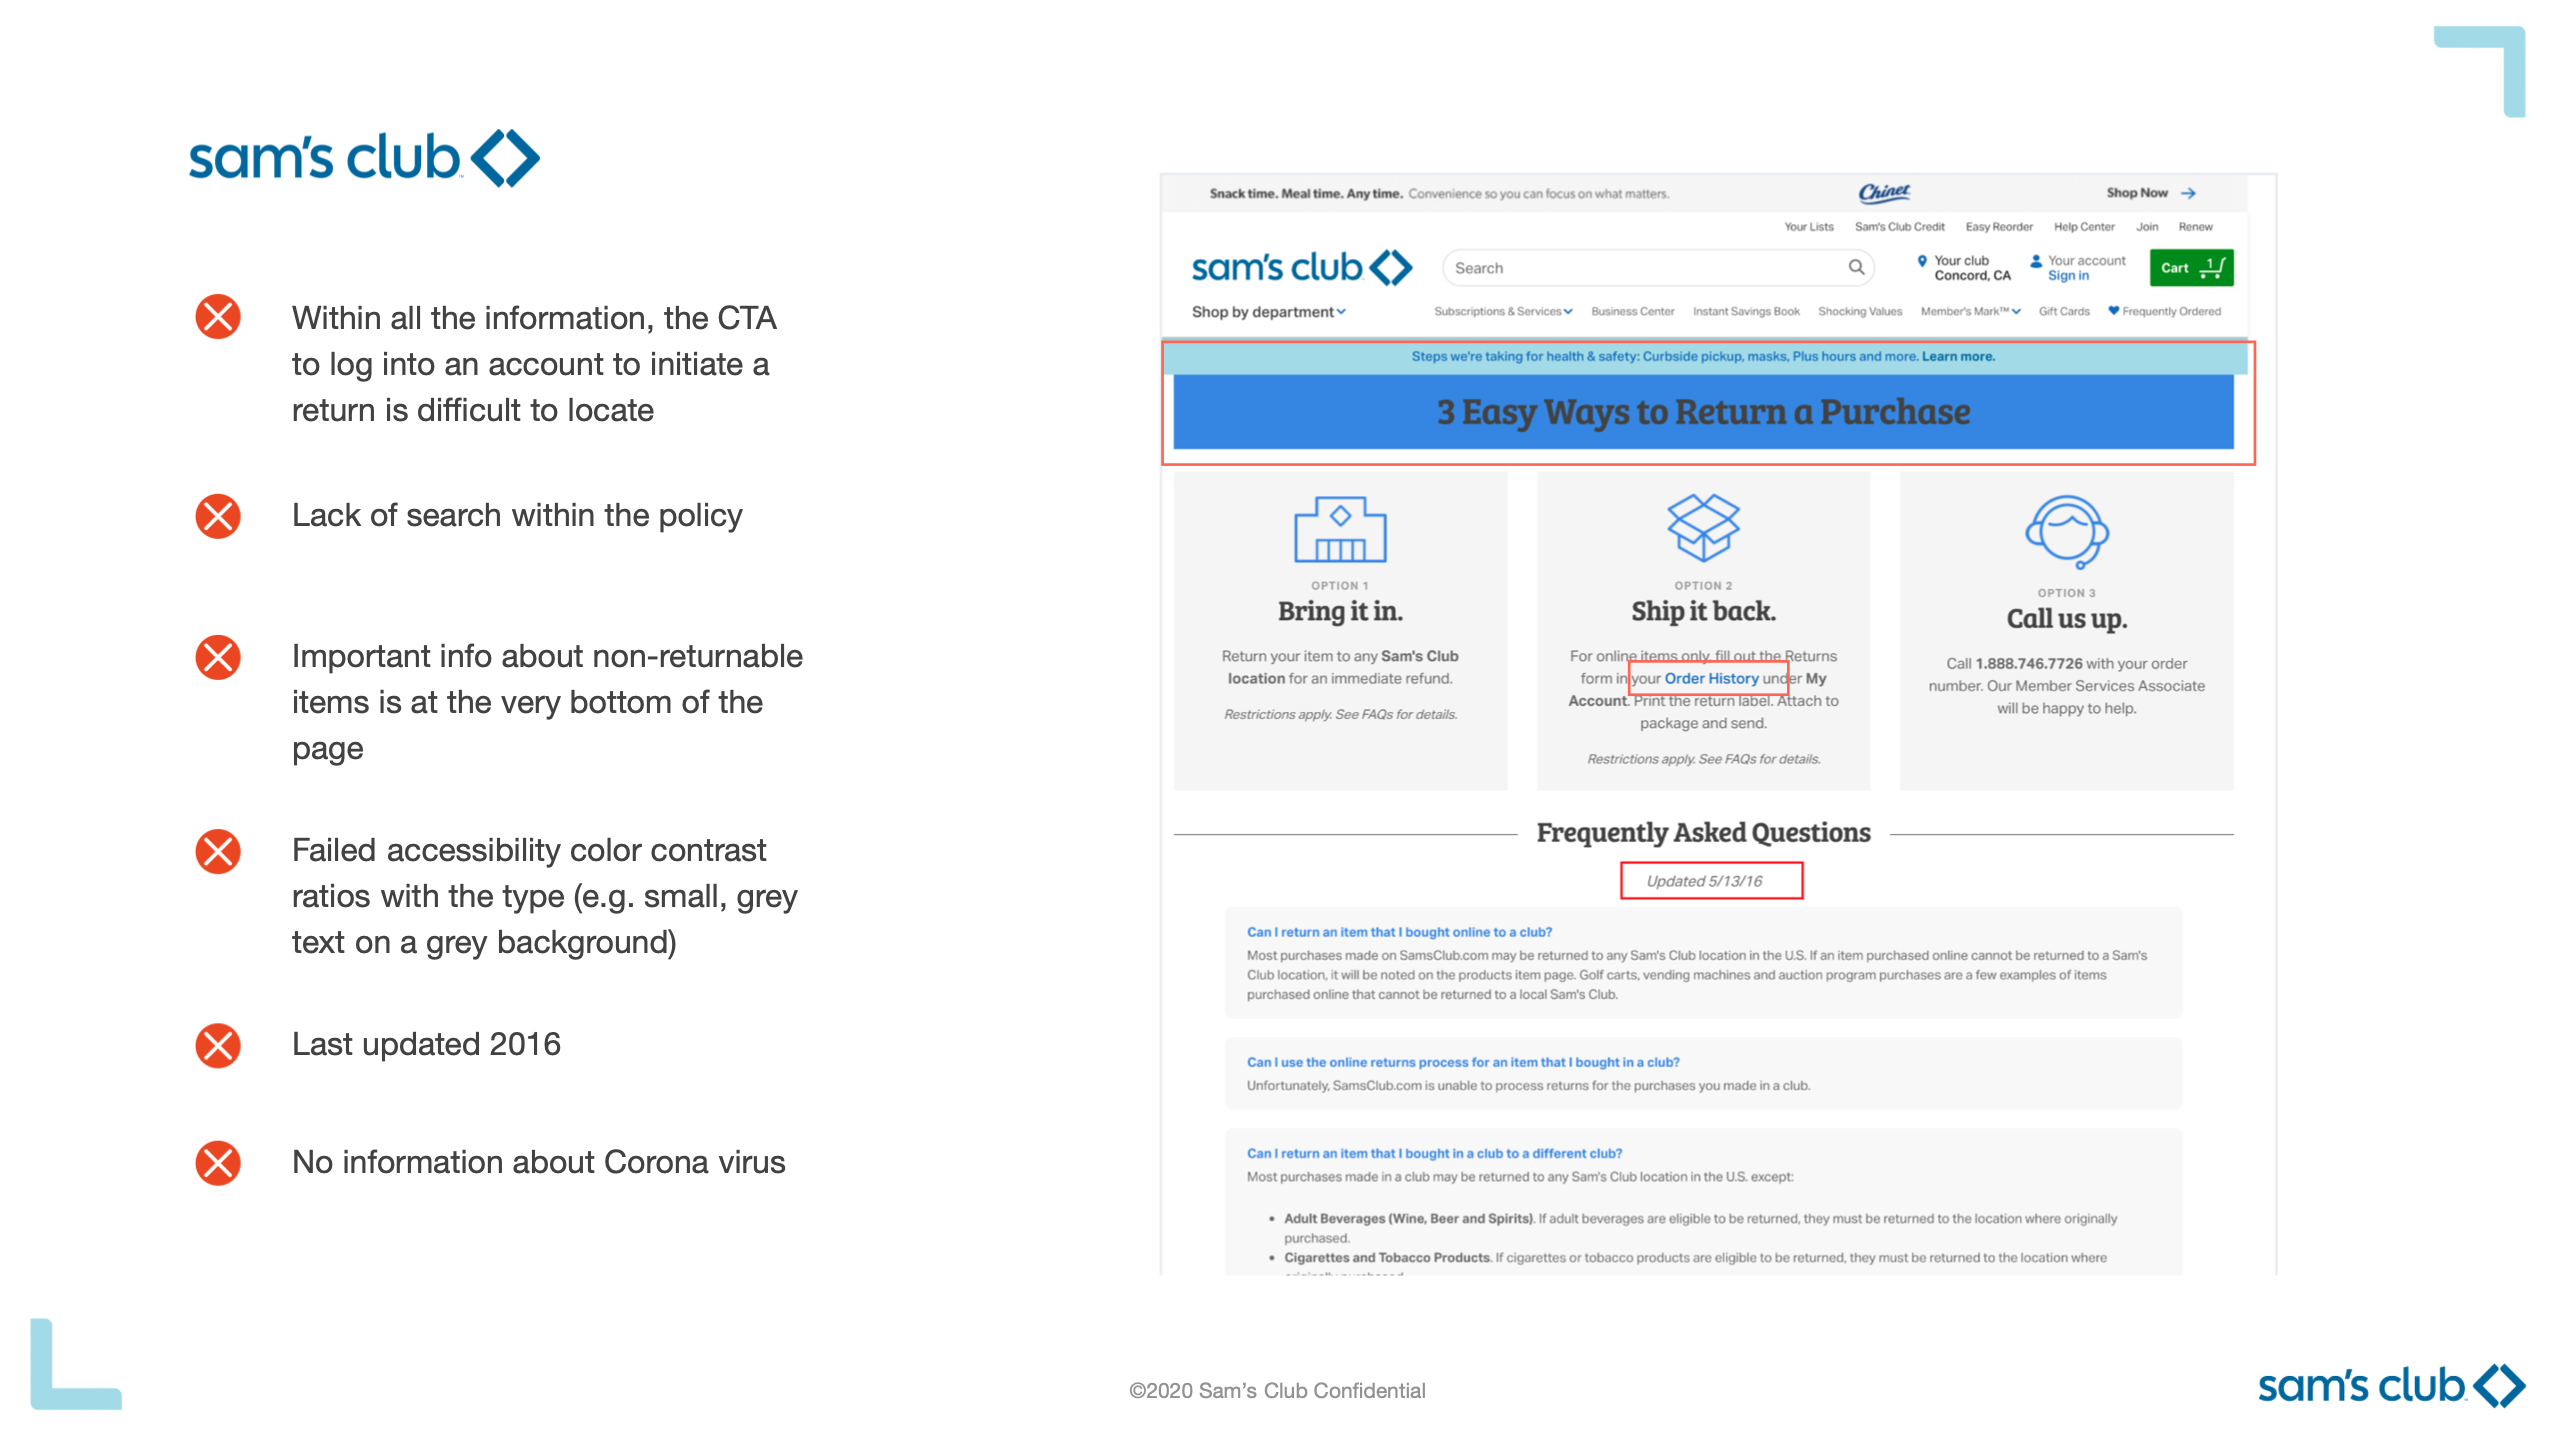 sam's club
Within all the information, the CTA
to log into an account to initiate a
return is difficult to locate
Lack of search within the policy
Important info about non-returnable
items is at the very bottom of the
page
Failed accessibility color contrast
ratios with the type (e.g. small, grey
text on a grey background)
Last updated 2016
No information about Corona virus
Snack time. Meal time. Any time. Convenience so you can focus on what matters.
Chinet
Shop Now
Your Lists Sam's Club Credit Easy Reorder Help Center Join Renew
sam's club
Search
Your club
Concord, CA
Your account
Sign in
Cart 1
Shop by department
Subscriptions & Services Business Center Instant Savings Book Shocking Values Member's Mark™ Gift Cards Frequently Ordered
Steps we're taking for health & safety: Curbside pickup, masks, Plus hours and more. Learn more.
3 Easy Ways to Return a Purchase
OPTION 1
Bring it in.
Return your item to any Sam's Club
location for an immediate refund.
Restrictions apply. See FAQs for details.
OPTION 2
Ship it back.
For online items only, fill out the Returns
form in your Order History under My
Account. Print the return label. Attach to
package and send.
Restrictions apply. See FAQs for details.
OPTION 3
Call us up.
Call 1.888.746.7726 with your order
number. Our Member Services Associate
will be happy to help.
Frequently Asked Questions
Updated 5/13/16
Can I return an item that I bought online to a club?
Most purchases made on SamsClub.com may be returned to any Sam's Club location in the U.S. If an item purchased online cannot be returned to a Sam's
Club location, it will be noted on the products item page. Golf carts, vending machines and auction program purchases are a few examples of items
purchased online that cannot be returned to a local Sam's Club.
Can I use the online returns process for an item that I bought in a club?
Unfortunately, SamsClub.com is unable to process returns for the purchases you made in a club.
Can I return an item that I bought in a club to a different club?
Most purchases made in a club may be returned to any Sam's Club location in the U.S. except:
• Adult Beverages (Wine, Beer and Spirits). If adult beverages are eligible to be returned, they must be returned to the location where originally
purchased.
• Cigarettes and Tobacco Products. If cigarettes or tobacco products are eligible to be returned, they must be returned to the location where
©2020 Sam's Club Confidential
sam's club